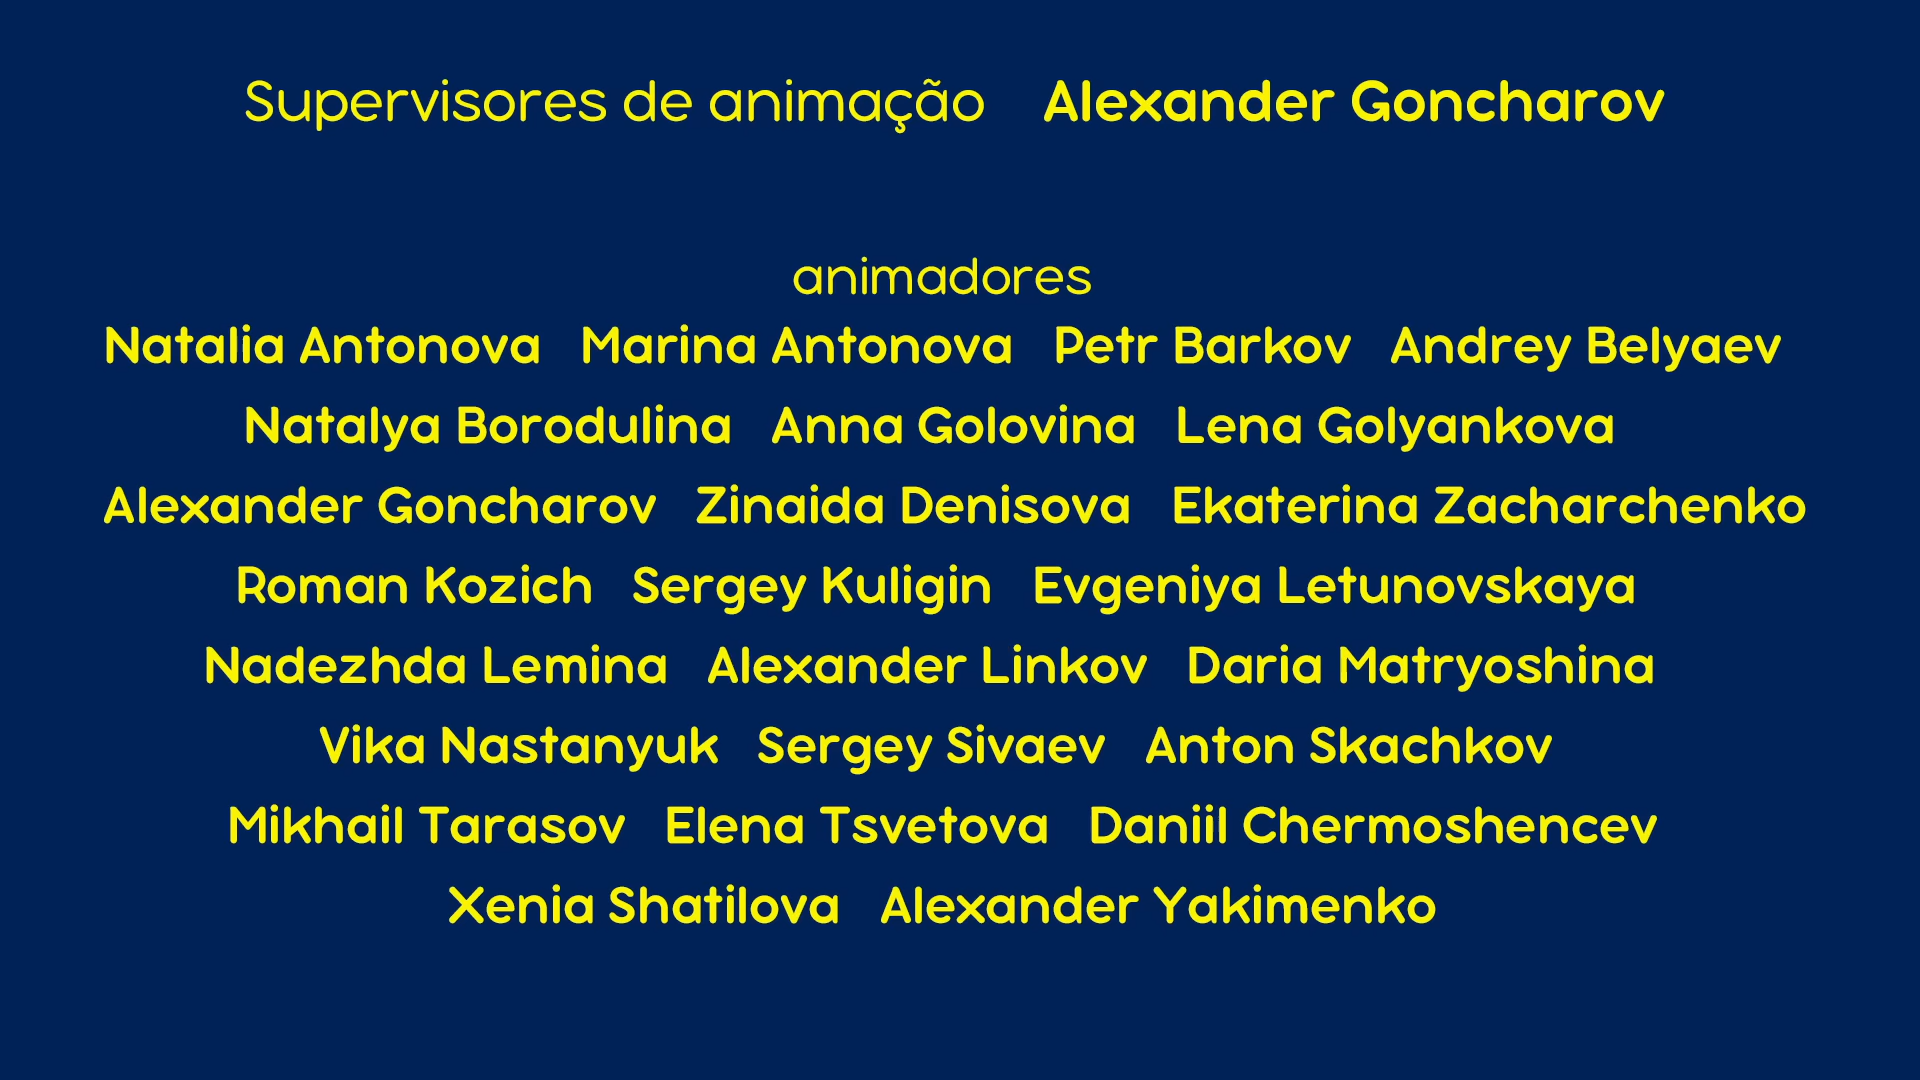 Supervisores de animação Alexander Goncharov
animadores
Natalia Antonova Marina Antonova Petr Barkov Andrey Belyaev
Natalya Borodulina Anna Golovina Lena Golyankova
Alexander Goncharov Zinaida Denisova Ekaterina Zacharchenko
Roman Kozich Sergey Kuligin Evgeniya Letunovskaya
Nadezhda Lemina Alexander Linkov Daria Matryoshina
Vika Nastanyuk Sergey Sivaev Anton Skachkov
Mikhail Tarasov Elena Tsvetova Daniil Chermoshencev
Xenia Shatilova Alexander Yakimenko